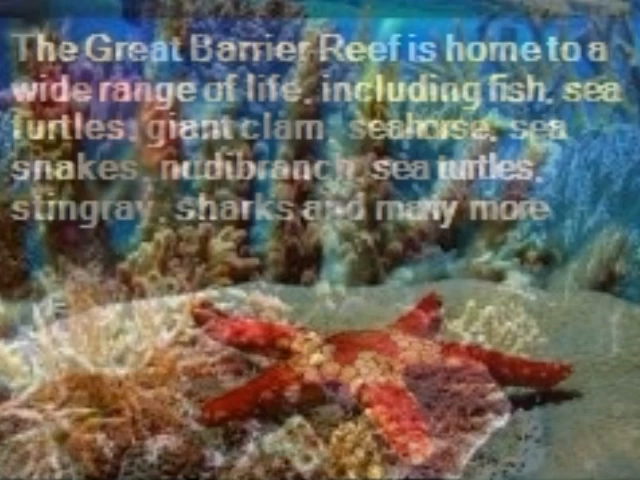 The Great Barrier Reef is home to a
wide range of life, including fish, sea
turtles, giant clam, seahorse, sea
snakes, nudibranch, sea turtles,
stingray, sharks and many more